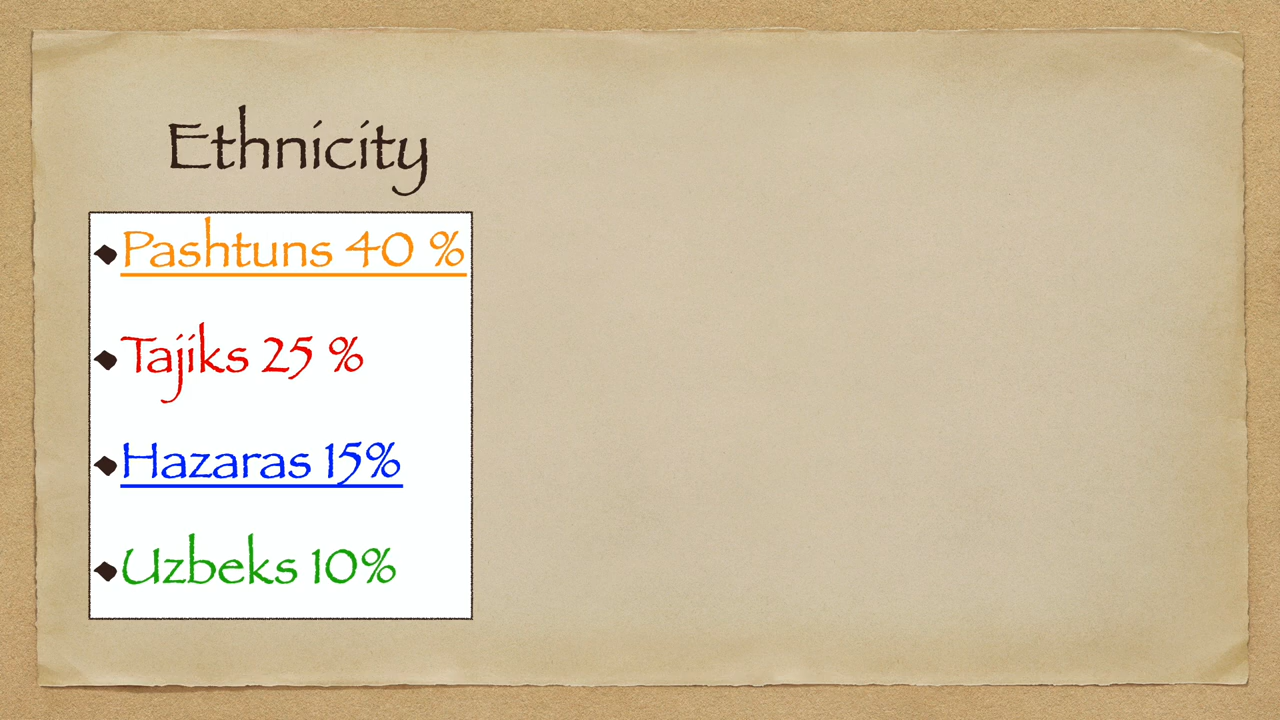 Ethnicity
Pashtuns 40 %
Tajiks 25 %
Hazaras 15%
Uzbeks 10%